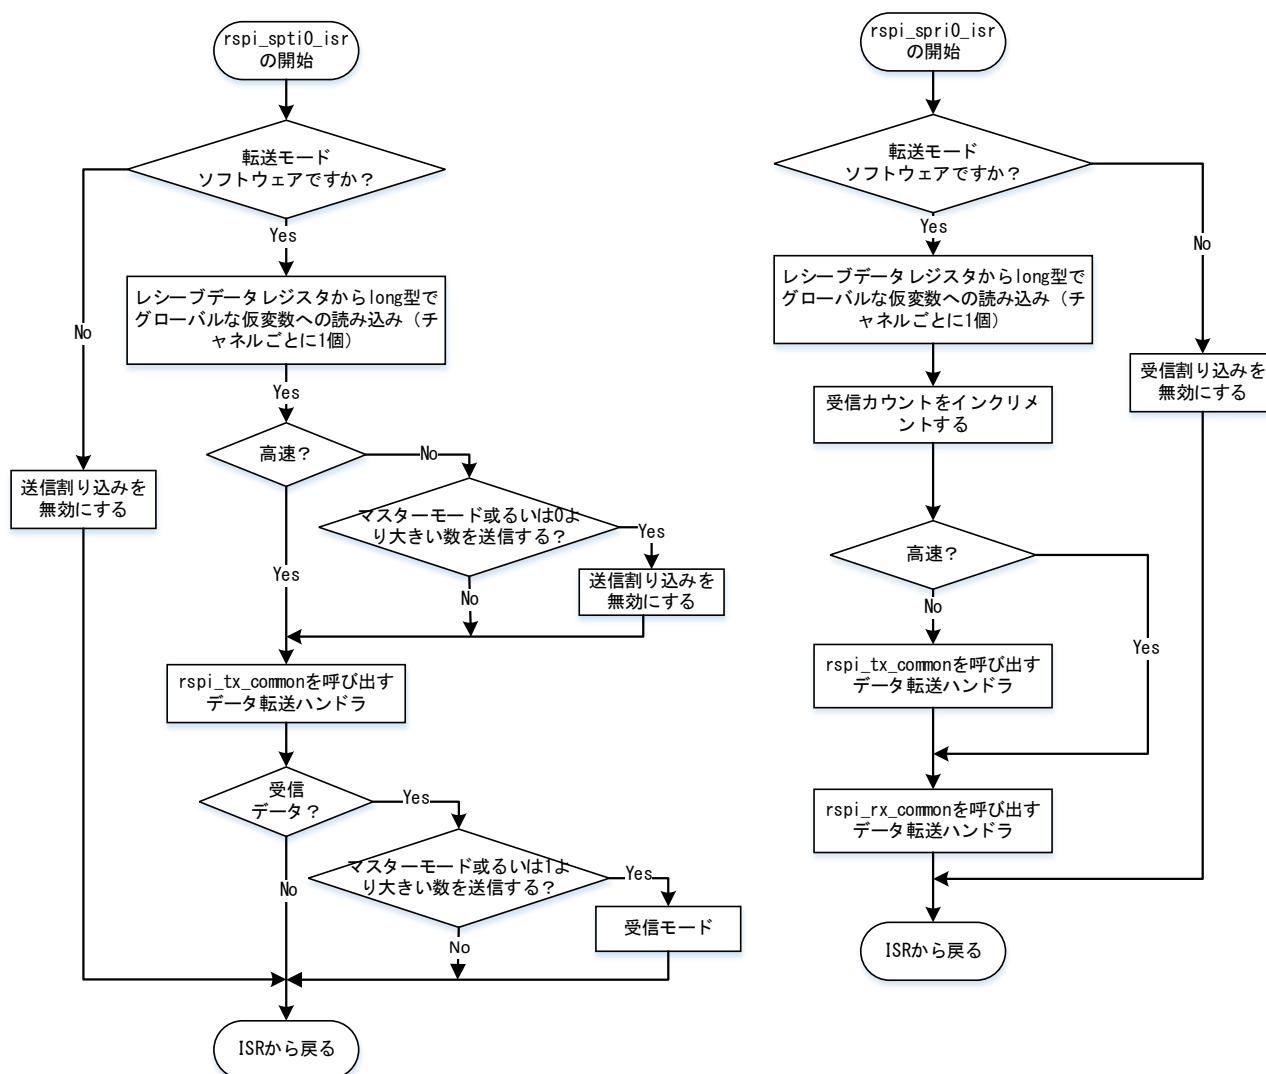 rspi_spti0_isr
の開始
転送モード
ソフトウェアですか？
Yes
No
レシーブデータレジスタからlong型で
グローバルな仮変数への読み込み（チ
ャネルごとに1個）
Yes
高速？
No
送信割り込みを
無効にする
マスターモード或るいは0よ
り大きい数を送信する？
Yes
Yes
送信割り込みを
無効にする
No
rspi_tx_commonを呼び出す
データ転送ハンドラ
受信
データ？
Yes
マスターモード或るいは1よ
り大きい数を送信する？
Yes
No
受信モード
No
ISRから戻る
rspi_spri0_isr
の開始
転送モード
ソフトウェアですか？
Yes
No
レシーブデータレジスタからlong型で
グローバルな仮変数への読み込み（チ
ャネルごとに1個）
受信割り込みを
無効にする
受信カウントをインクリメ
ントする
高速？
No
Yes
rspi_tx_commonを呼び出す
データ転送ハンドラ
rspi_rx_commonを呼び出す
データ転送ハンドラ
ISRから戻る